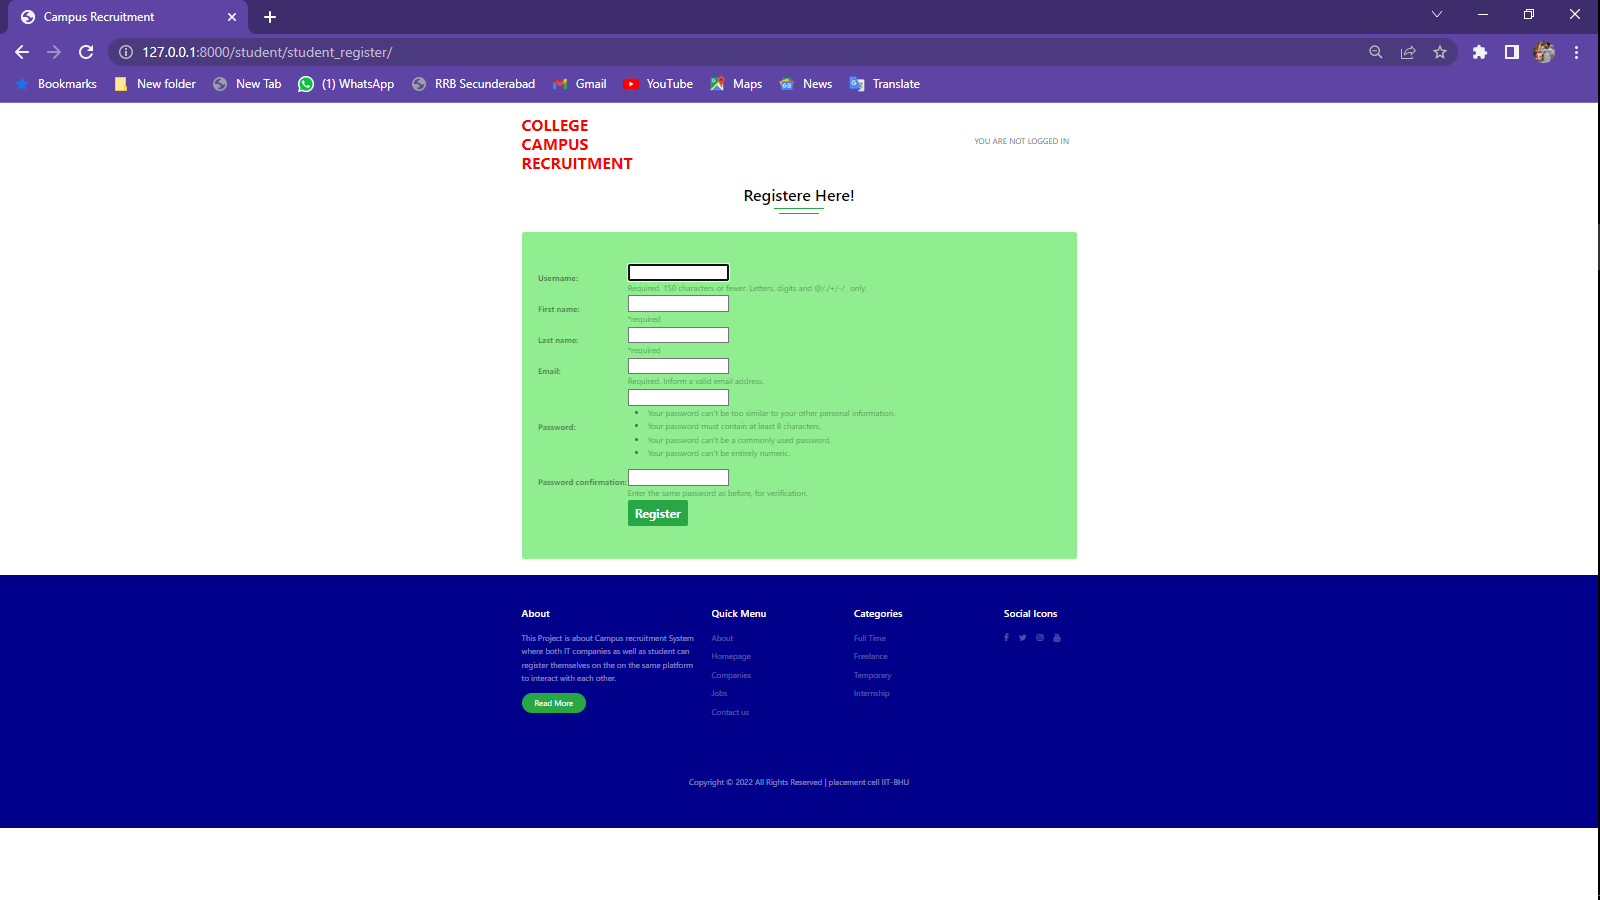 Campus Recruitment
127.0.0.1:8000/student/student_register/
Bookmarks New folder New Tab (1) WhatsApp RRB Secunderabad Gmail YouTube Maps News Translate
COLLEGE
CAMPUS
RECRUITMENT
YOU ARE NOT LOGGED IN
Registere Here!
Username:
Required. 150 characters or fewer. Letters, digits and @/./+/-/_ only.
First name:
*required
Last name:
*required
Email:
Required. Inform a valid email address.
Password:
Your password can't be too similar to your other personal information.
Your password must contain at least 8 characters.
Your password can't be a commonly used password.
Your password can't be entirely numeric.
Password confirmation:
Enter the same password as before, for verification.
Register
About
This Project is about Campus recruitment System
where both IT companies as well as student can
register themselves on the on the same platform
to interact with each other.
Read More
Quick Menu
About
Homepage
Companies
Jobs
Contact us
Categories
Full Time
Freelance
Temporary
Internship
Social Icons
Copyright © 2022 All Rights Reserved | placement cell IIT-BHU